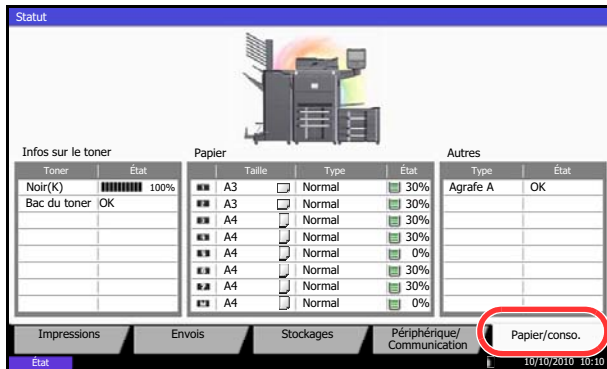 Statut
Infos sur le toner
Toner État
Noir(K) 100%
Bac du toner OK
Papier
Taille Type État
A3 Normal 30%
A3 Normal 30%
A4 Normal 30%
A4 Normal 30%
A4 Normal 0%
A4 Normal 30%
A4 Normal 30%
A4 Normal 0%
Autres
Type État
Agrafe A OK
Impressions Envois Stockages Périphérique/
Communication Papier/conso.
État 10/10/2010 10:10